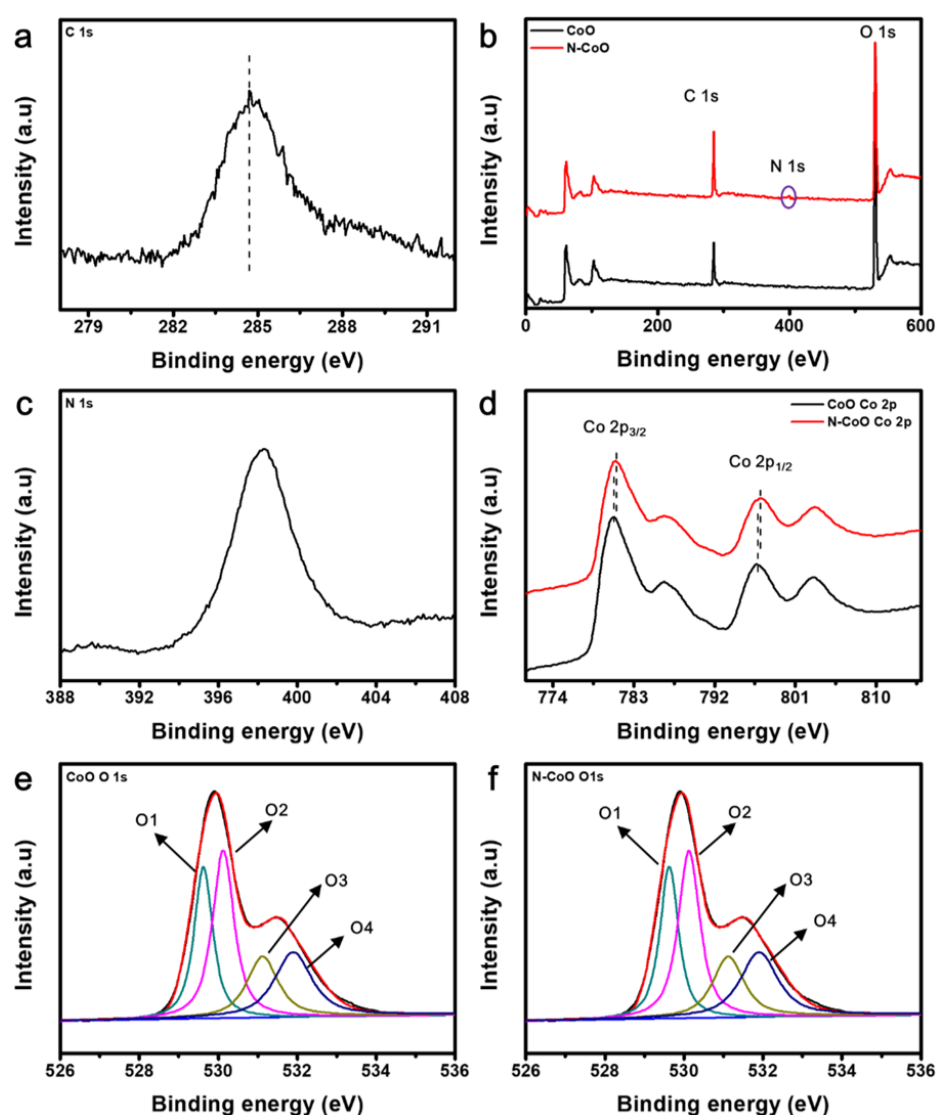 a
C 1s
Intensity (a.u)
279 282 285 288 291
Binding energy (eV)
b
CoO
N-CoO
O 1s
C 1s
N 1s
Intensity (a.u)
0 200 400 600
Binding energy (eV)
c
N 1s
Intensity (a.u)
388 392 396 400 404 408
Binding energy (eV)
d
CoO Co 2p
N-CoO Co 2p
Co 2p3/2
Co 2p1/2
Intensity (a.u)
774 783 792 801 810
Binding energy (eV)
e
CoO O 1s
O1
O2
O3
O4
Intensity (a.u)
526 528 530 532 534 536
Binding energy (eV)
f
N-CoO O1s
O1
O2
O3
O4
Intensity (a.u)
526 528 530 532 534 536
Binding energy (eV)